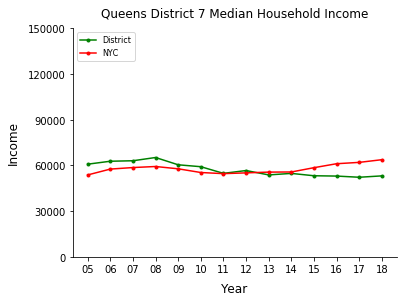 Queens District 7 Median Household Income
150000
120000
90000
60000
30000
0
Income
District
NYC
05 06 07 08 09 10 11 12 13 14 15 16 17 18
Year